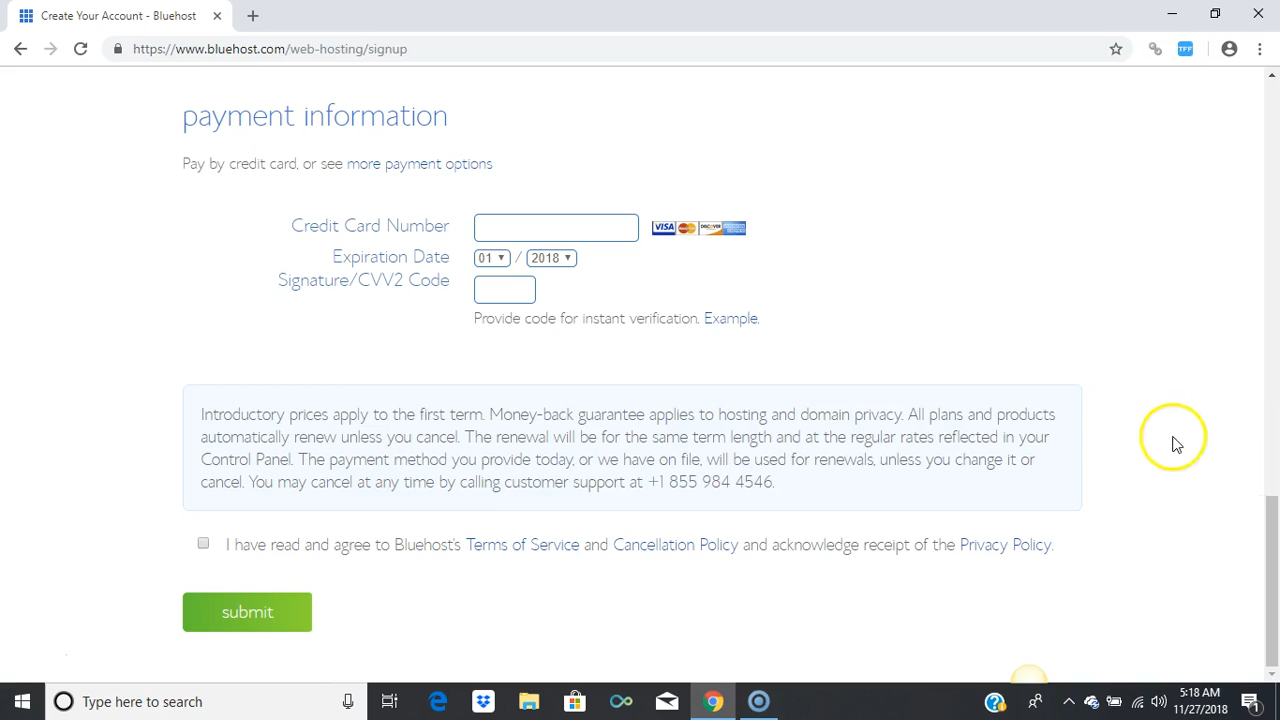 Create Your Account - Bluehost
https://www.bluehost.com/web-hosting/signup
TFF
payment information
Pay by credit card, or see more payment options
Credit Card Number
VISA
DISCOVER
Expiration Date
01 / 2018
Signature/CVV2 Code
Provide code for instant verification. Example.
Introductory prices apply to the first term. Money-back guarantee applies to hosting and domain privacy. All plans and products
automatically renew unless you cancel. The renewal will be for the same term length and at the regular rates reflected in your
Control Panel. The payment method you provide today, or we have on file, will be used for renewals, unless you change it or
cancel. You may cancel at any time by calling customer support at +1 855 984 4546.
I have read and agree to Bluehost's Terms of Service and Cancellation Policy and acknowledge receipt of the Privacy Policy.
submit
Type here to search
5:18 AM
11/27/2018
1